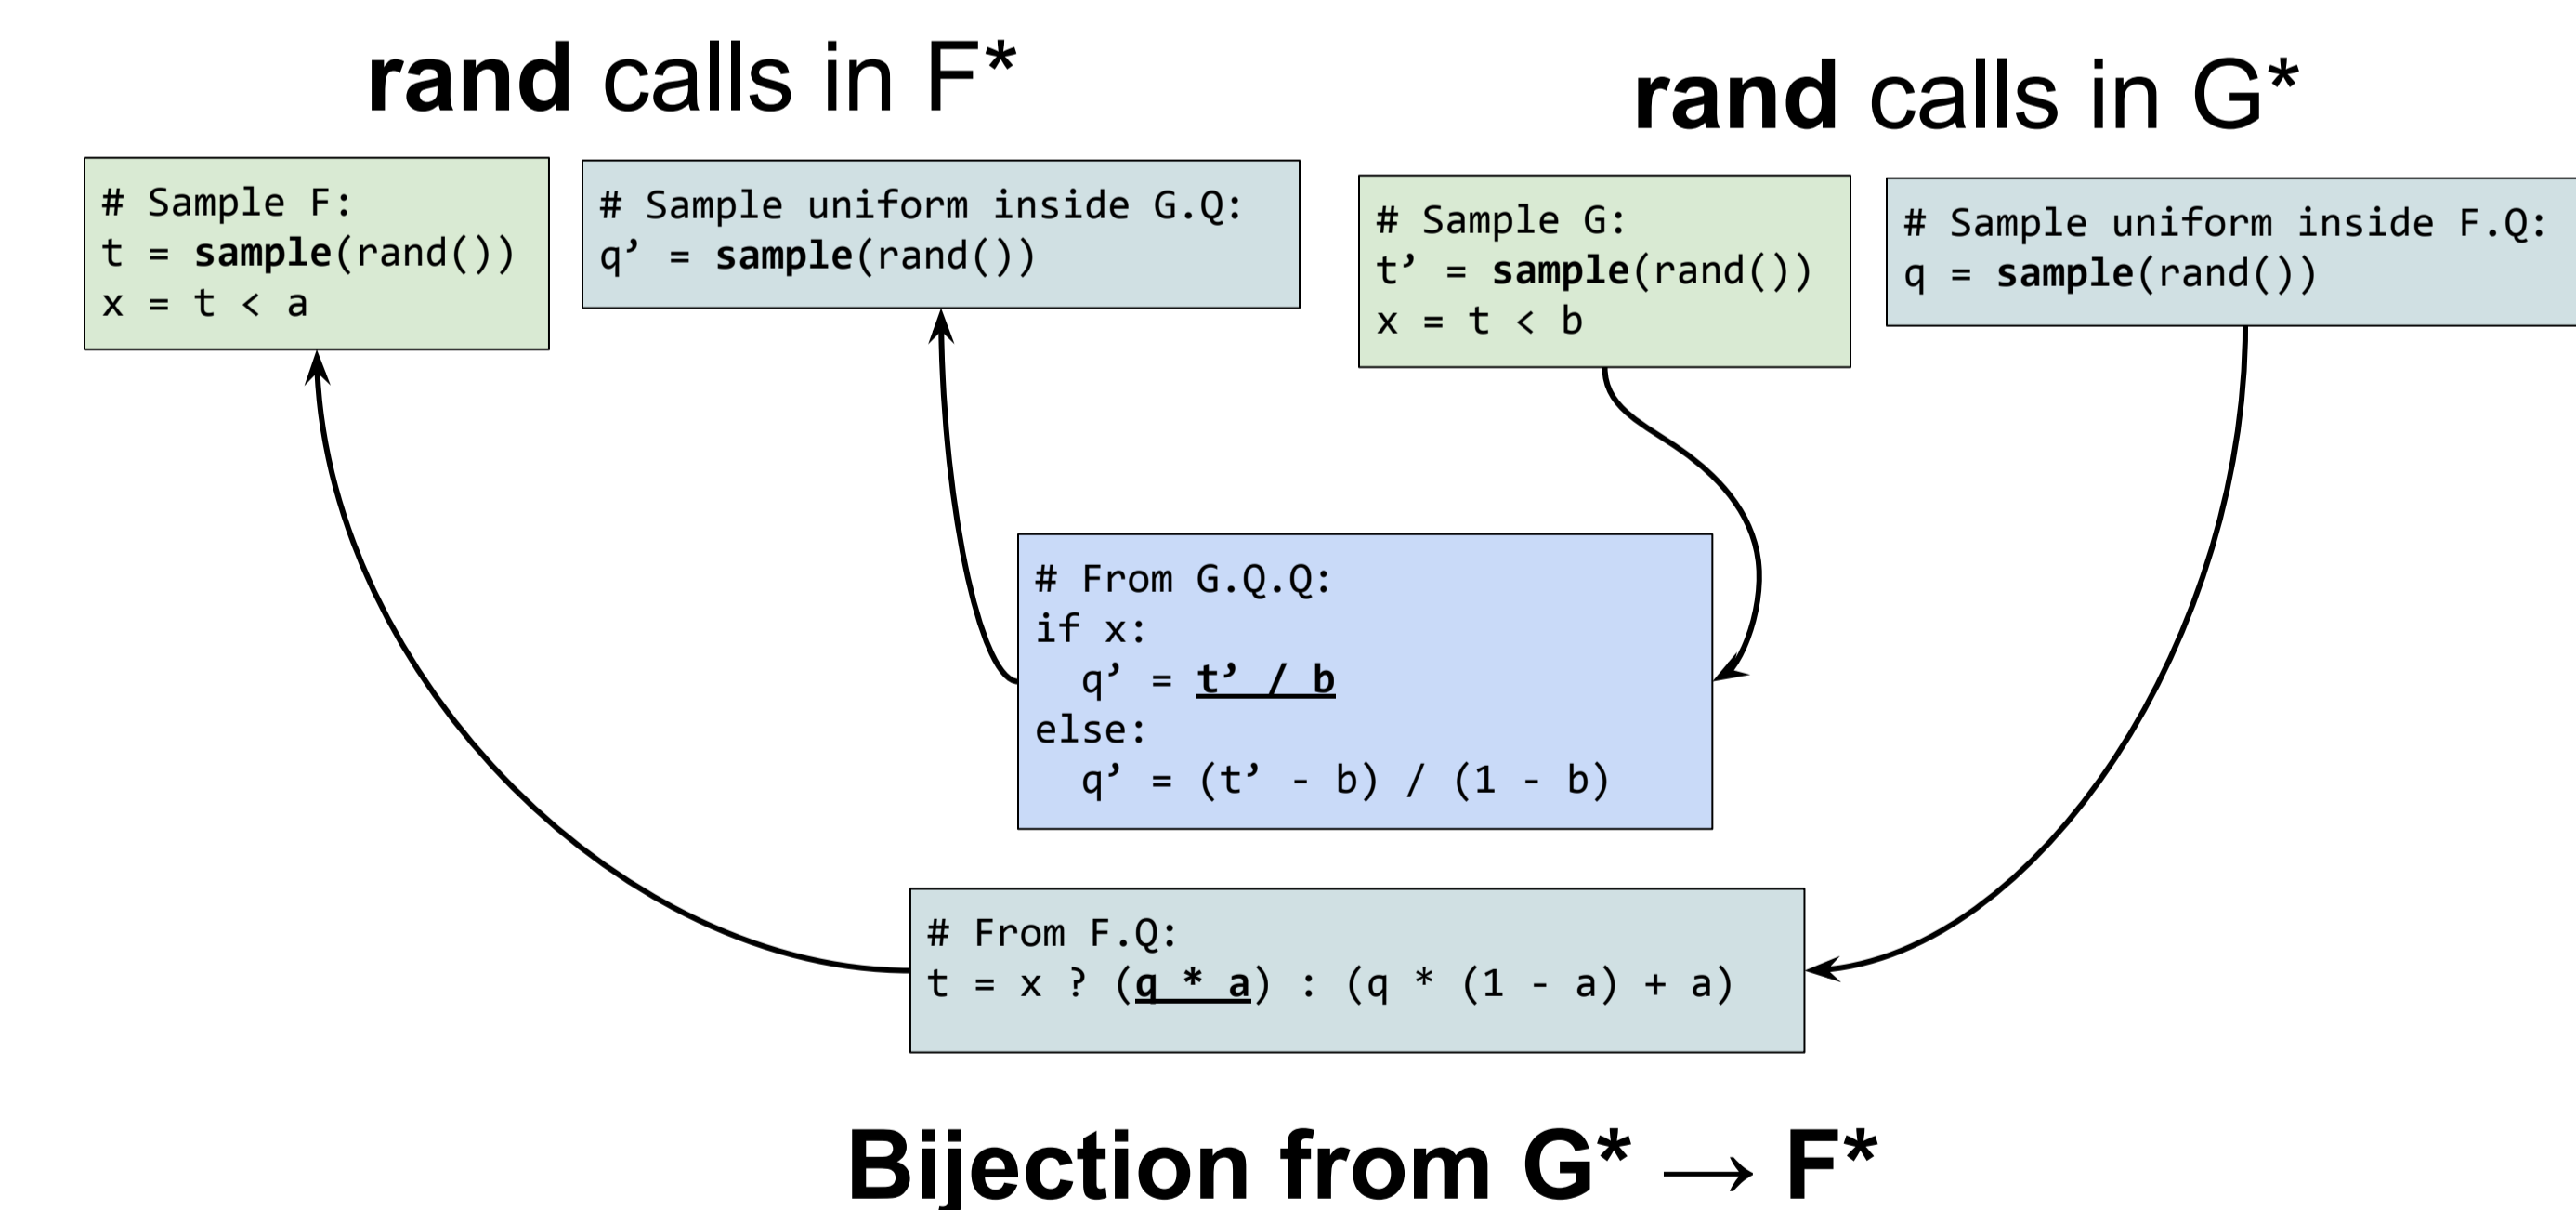 rand calls in F*
# Sample F:
t = sample(rand())
x = t < a
# Sample uniform inside G.Q:
q’ = sample(rand())
rand calls in G*
# Sample G:
t’ = sample(rand())
x = t < b
# Sample uniform inside F.Q:
q = sample(rand())
# From G.Q.Q:
if x:
  q’ = t’ / b
else:
  q’ = (t’ - b) / (1 - b)
# From F.Q:
t = x ? (q * a) : (q * (1 - a) + a)
Bijection from G* → F*